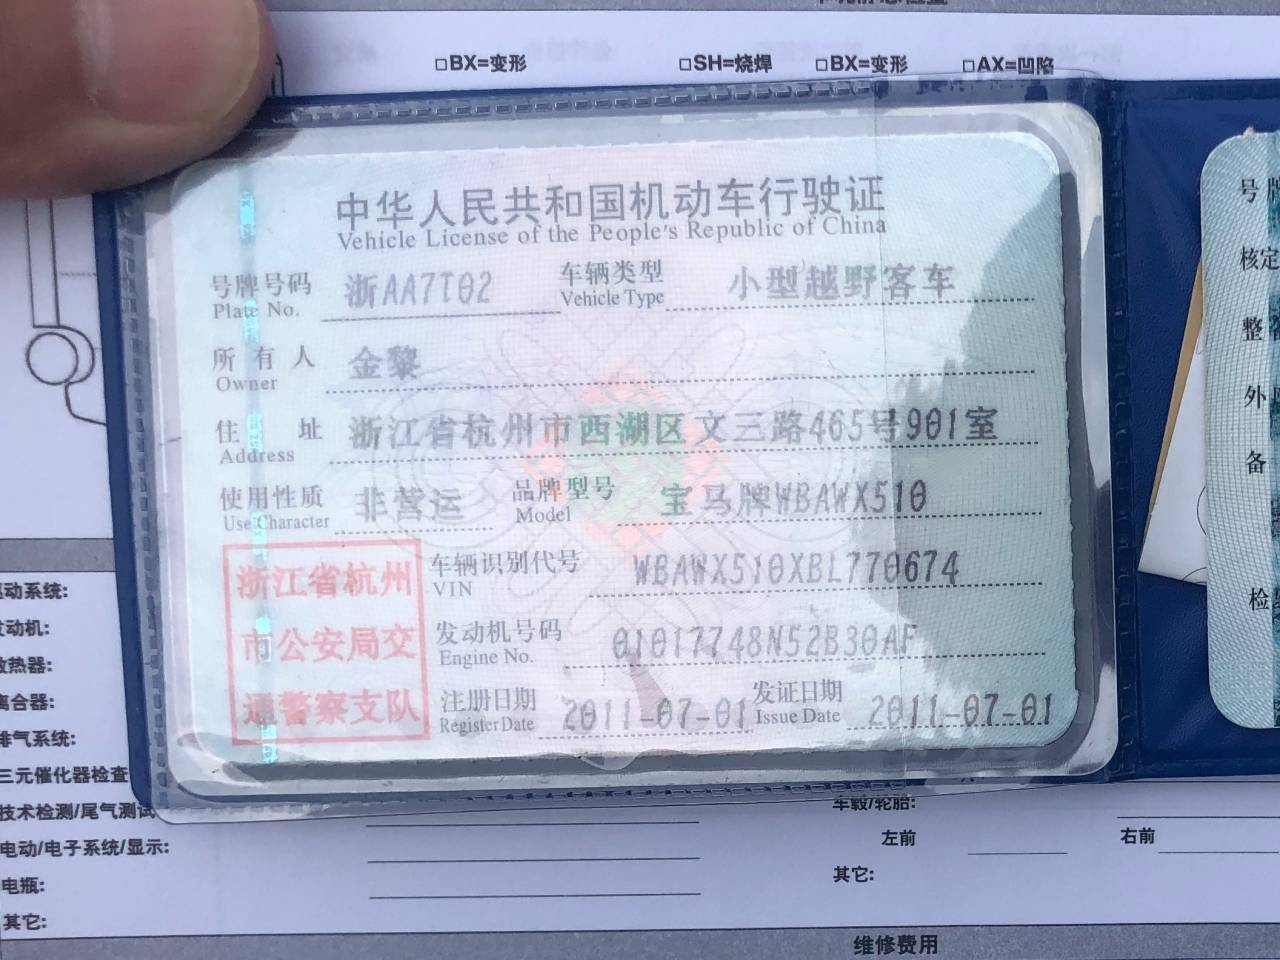 □BX=变形 □SH=烧焊 □BX=变形 □AX=凹陷
中华人民共和国机动车行驶证
Vehicle License of the People's Republic of China
号牌号码 浙AA7T02 车辆类型 小型越野客车
Plate No. Vehicle Type
所有人 金黎
Owner
住址 浙江省杭州市西湖区文三路465号901室
Address
使用性质 非营运 品牌型号 宝马牌WBAWX510
Use Character Model
浙江省杭州
市公安局交
通警察支队
车辆识别代号 WBAWX510XBL770674
VIN
发动机号码 01017748N52B30AF
Engine No.
注册日期 2011-07-01 发证日期 2011-07-01
Register Date Issue Date
号牌
核定
整
外
备
检
动系统:
发动机:
散热器:
离合器:
排气系统:
三元催化器检查
技术检测/尾气测试
电动/电子系统/显示:
电瓶:
其它:
车毂/轮胎:
左前 右前
其它:
维修费用